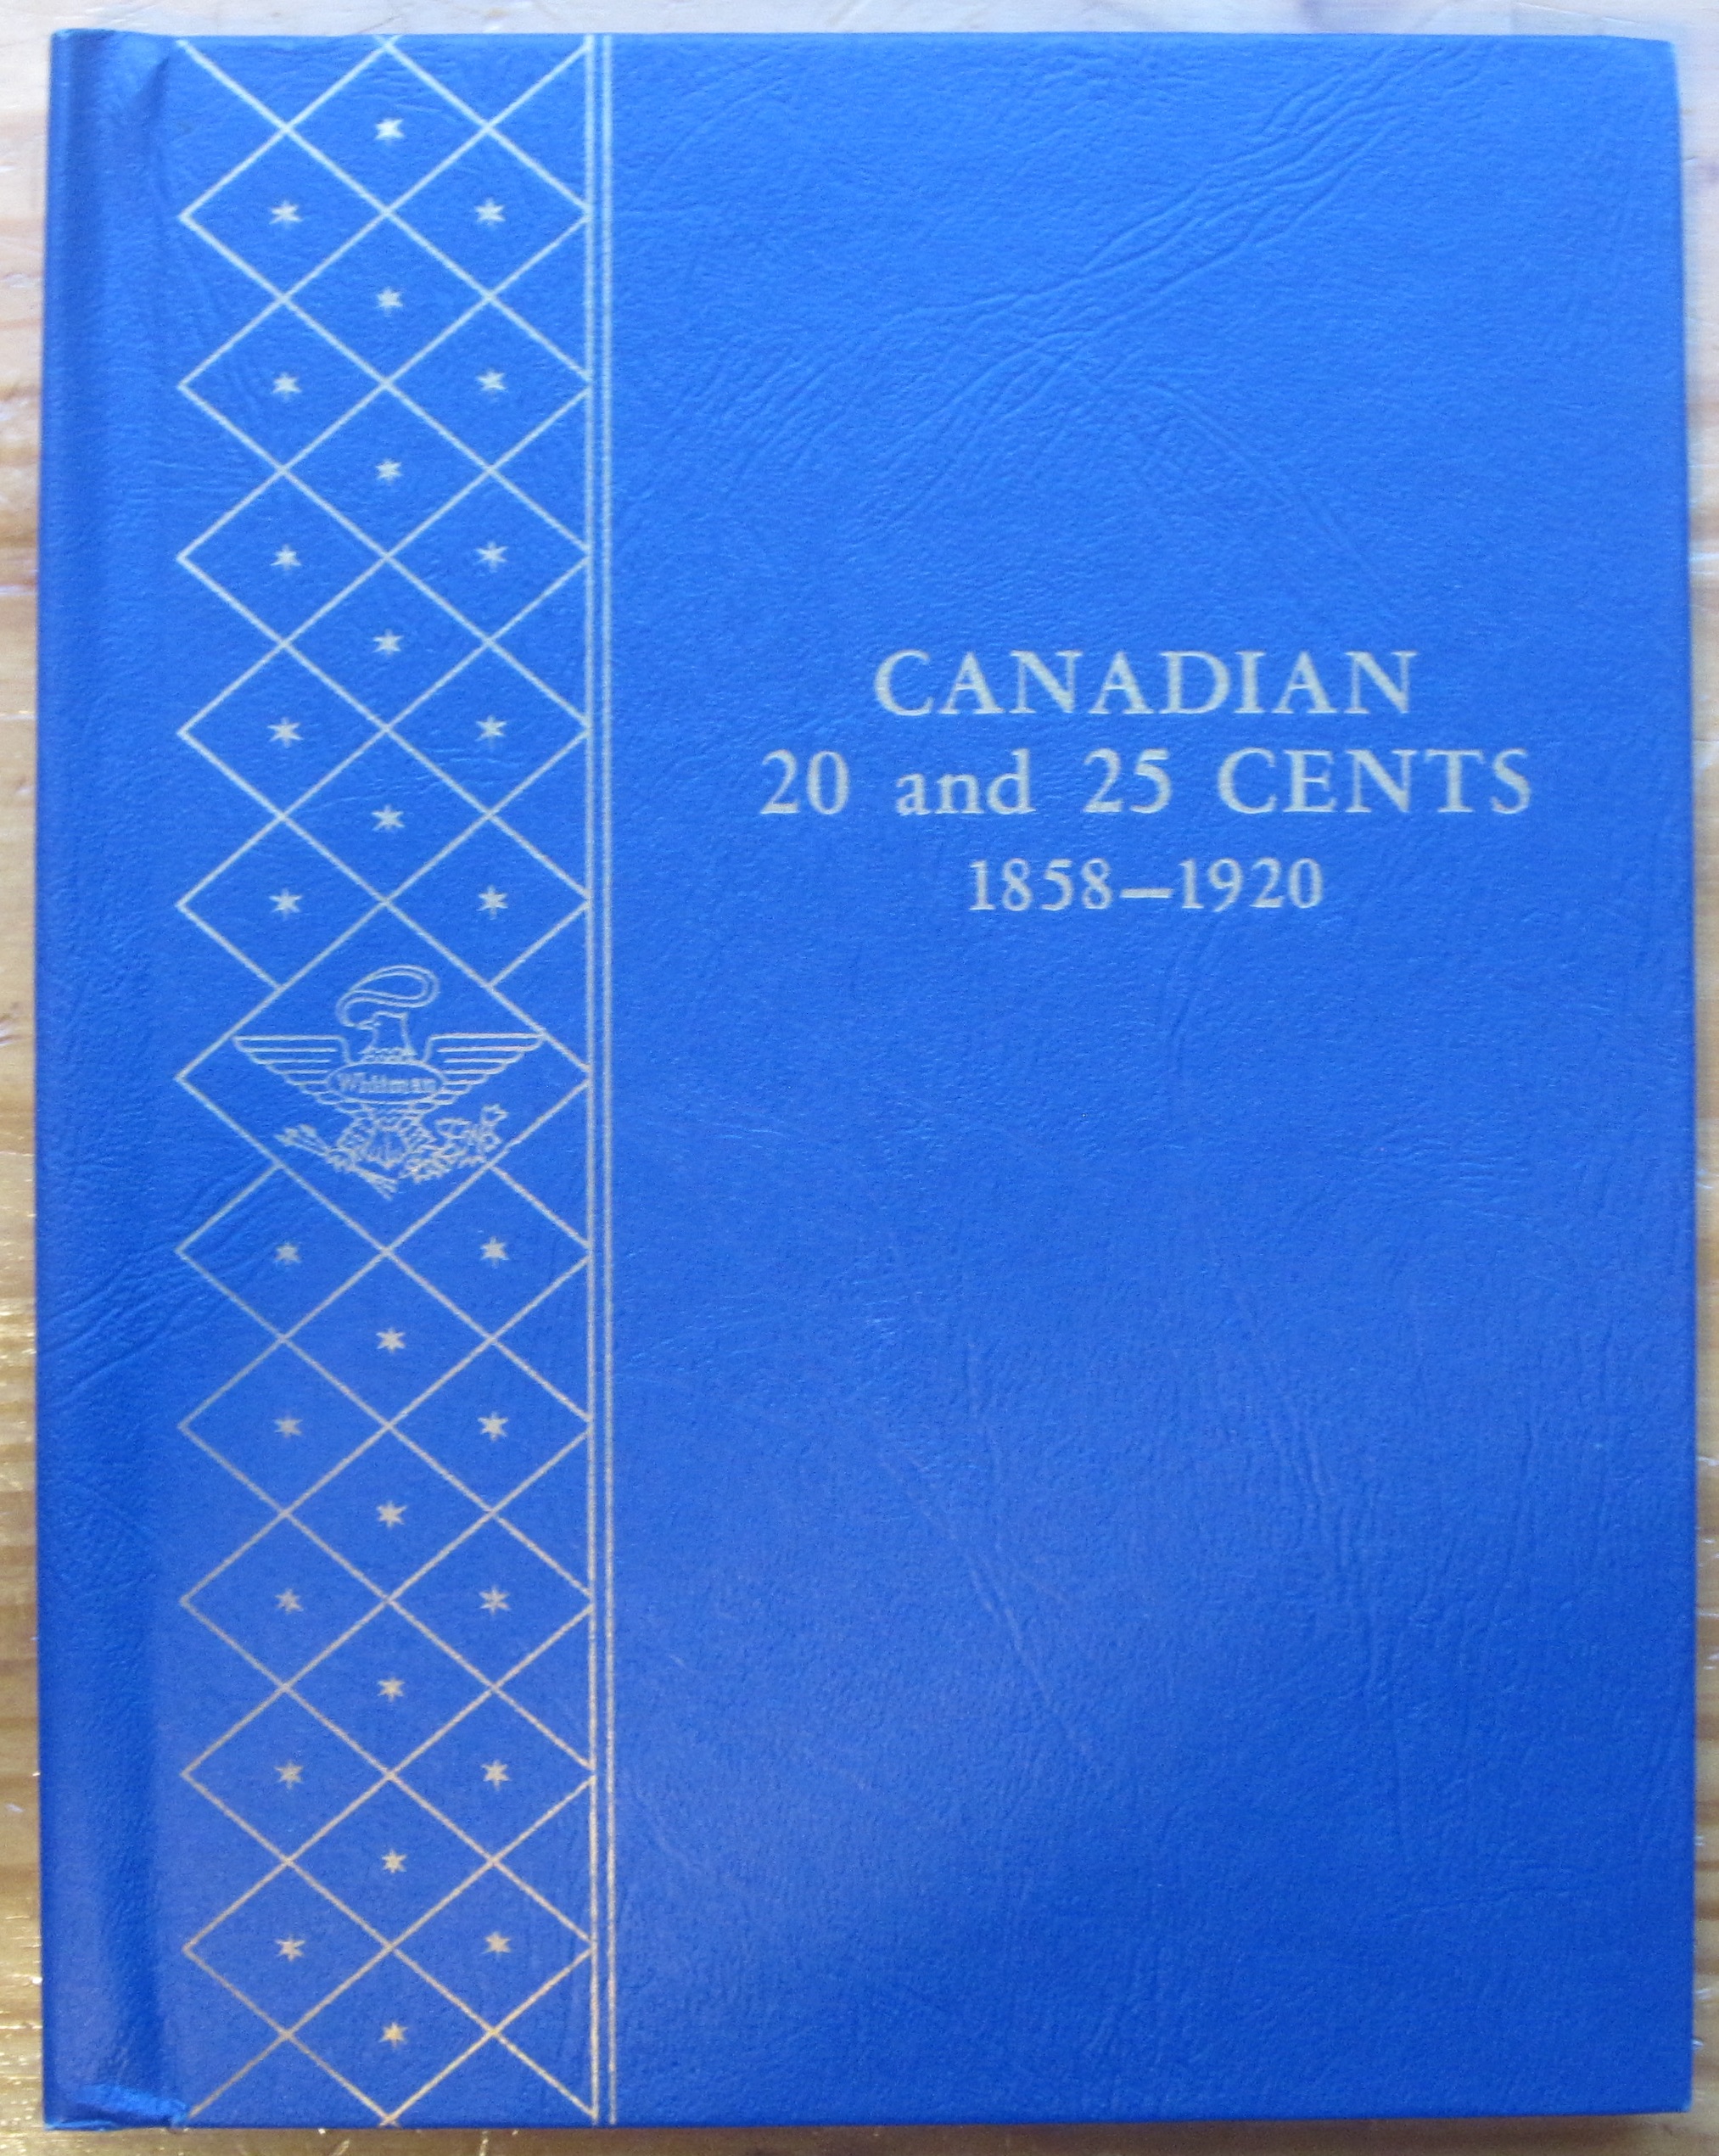 CANADIAN
20 and 25 CENTS
1858—1920
Whitman